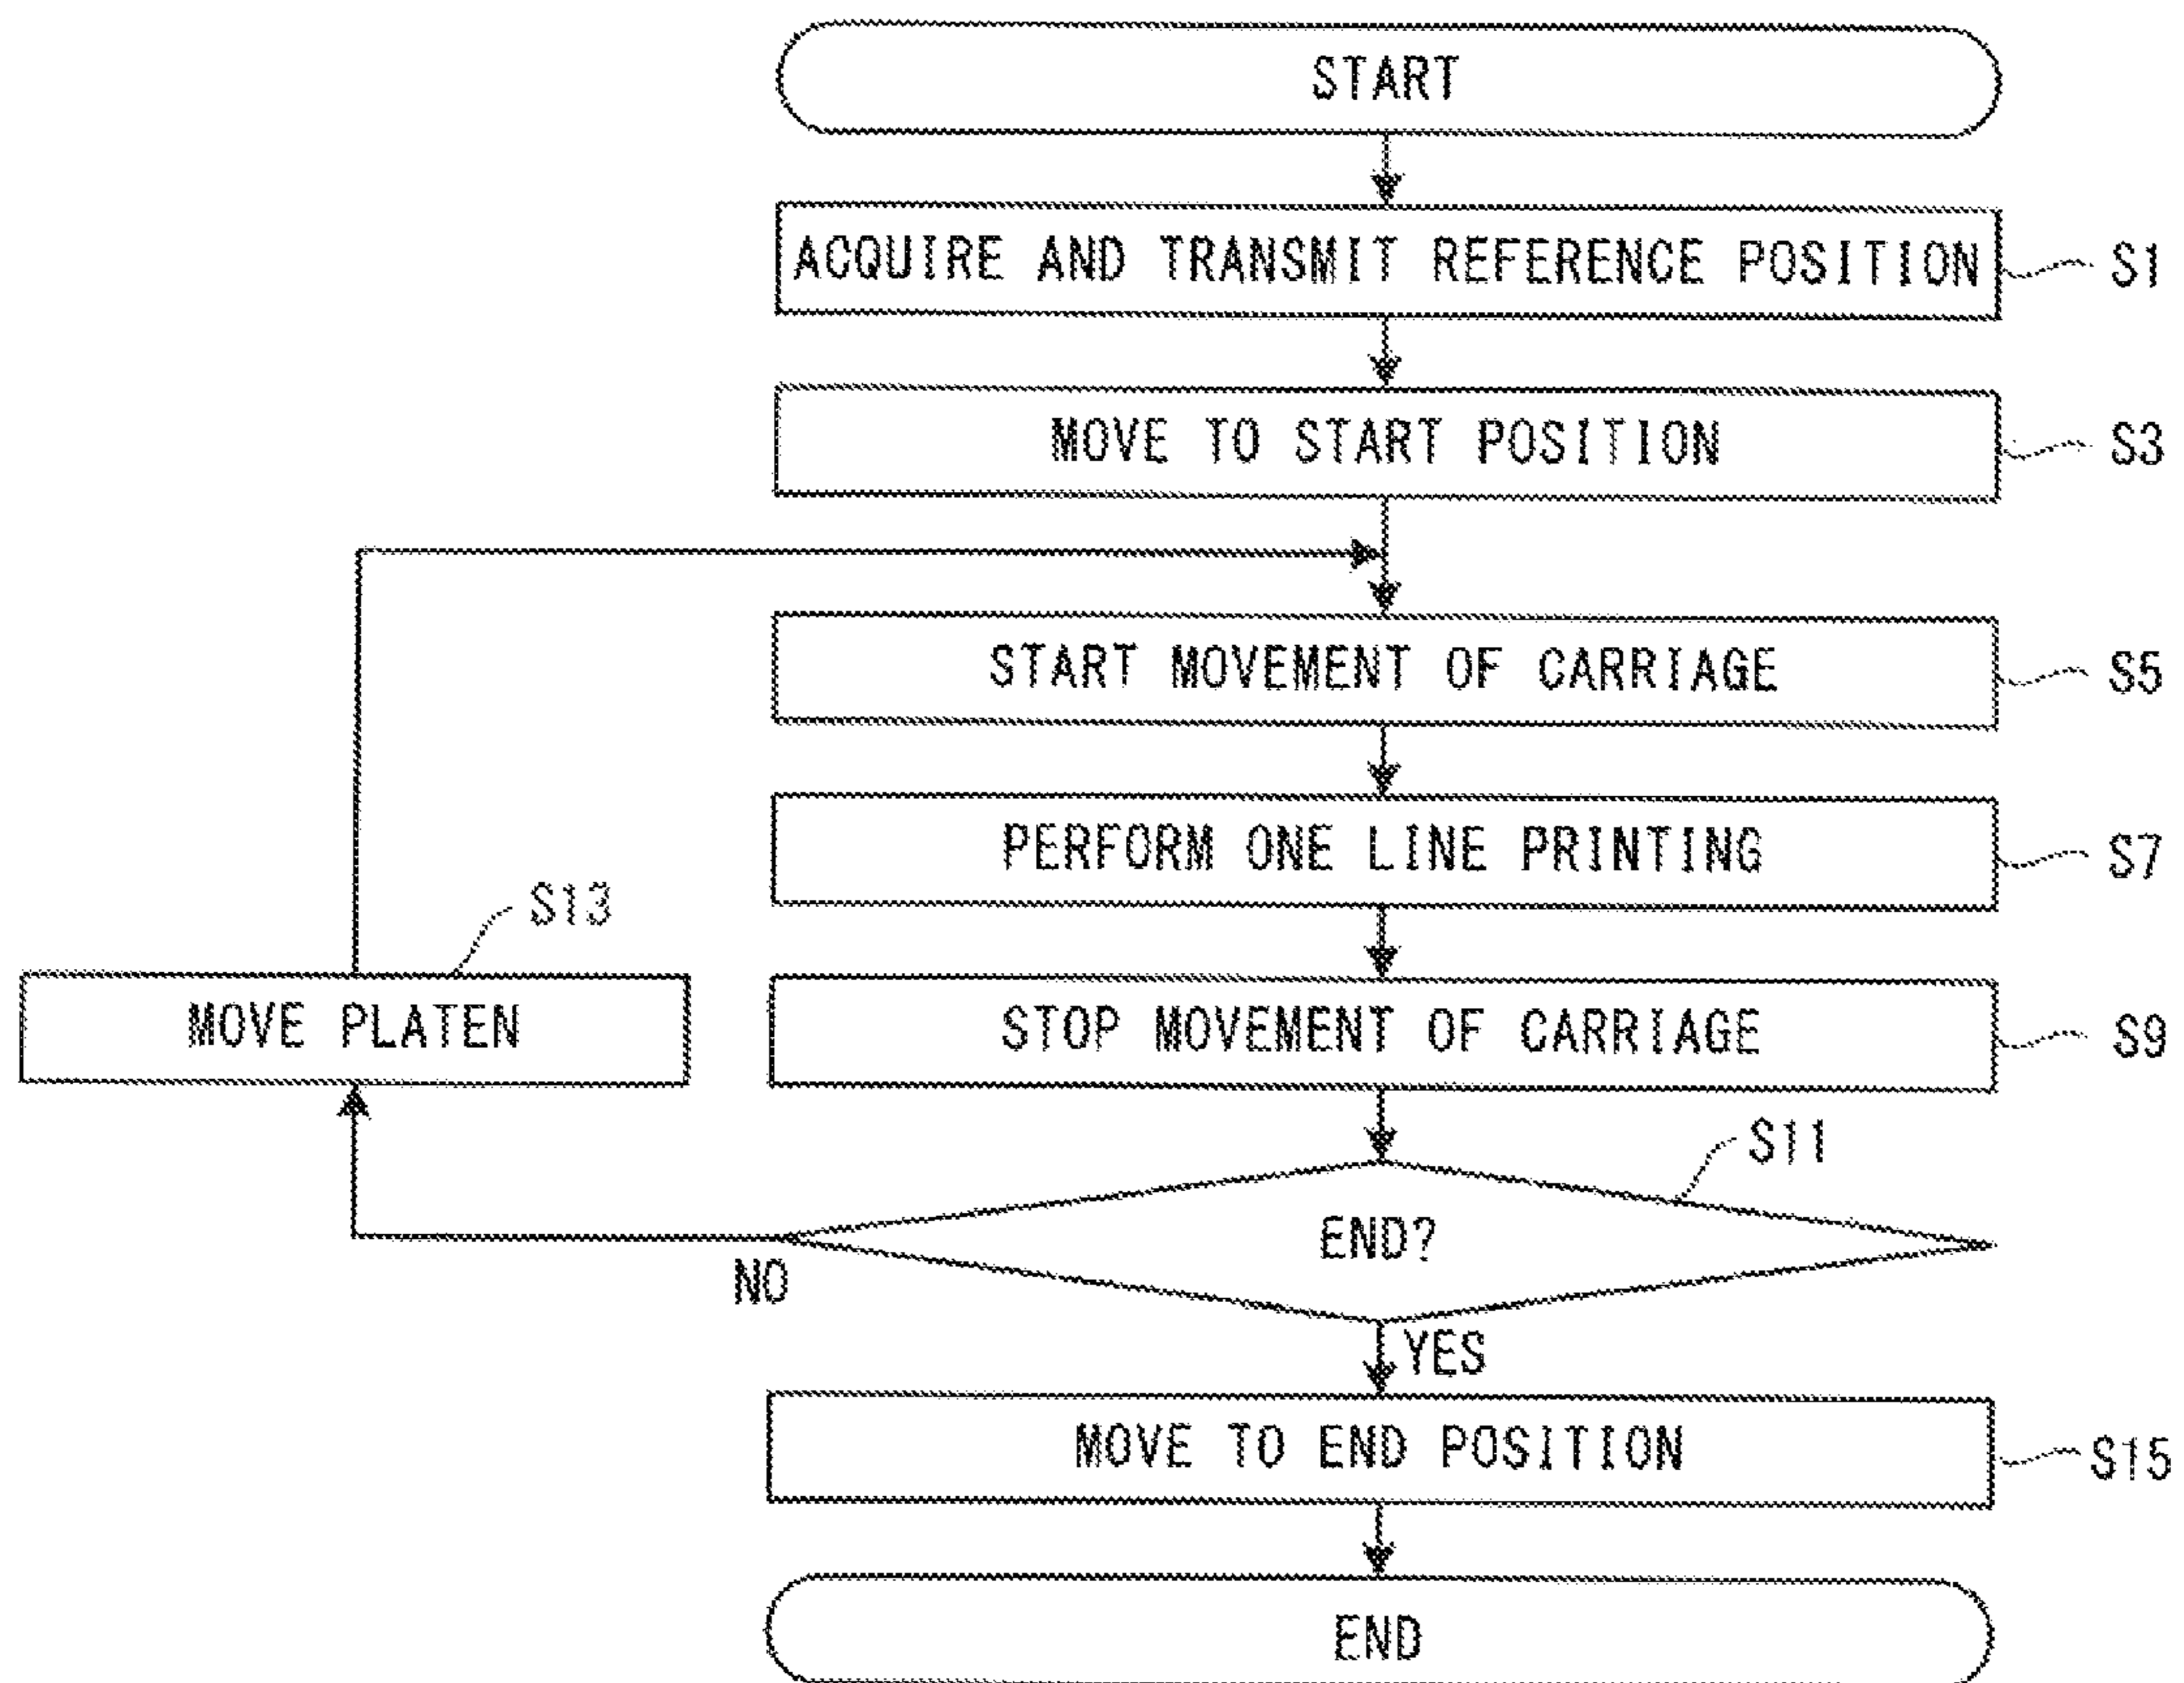 START
ACQUIRE AND TRANSMIT REFERENCE POSITION
S1
MOVE TO START POSITION
S3
START MOVEMENT OF CARRIAGE
S5
PERFORM ONE LINE PRINTING
S7
S13
MOVE PLATEN
STOP MOVEMENT OF CARRIAGE
S9
S11
END?
NO
YES
MOVE TO END POSITION
S15
END